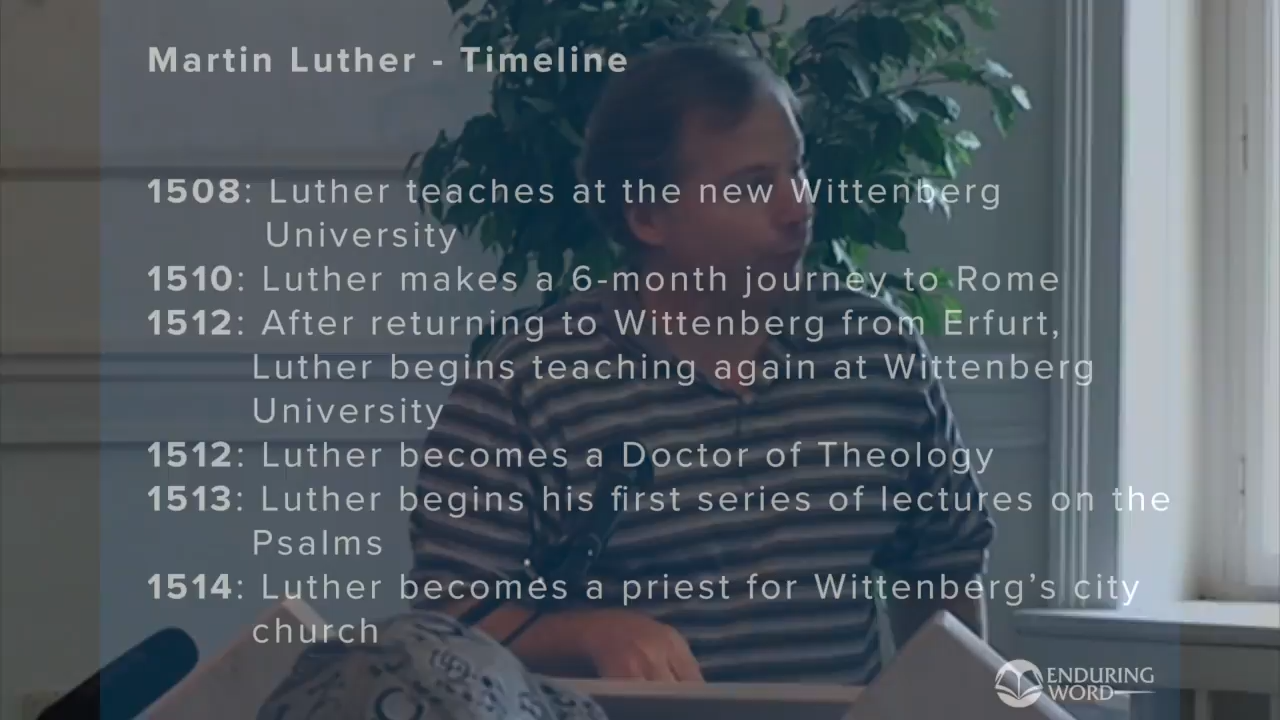 Martin Luther - Timeline
1508: Luther teaches at the new Wittenberg
University
1510: Luther makes a 6-month journey to Rome
1512: After returning to Wittenberg from Erfurt,
Luther begins teaching again at Wittenberg
University
1512: Luther becomes a Doctor of Theology
1513: Luther begins his first series of lectures on the
Psalms
1514: Luther becomes a priest for Wittenberg’s city
church
ENDURING
WORD